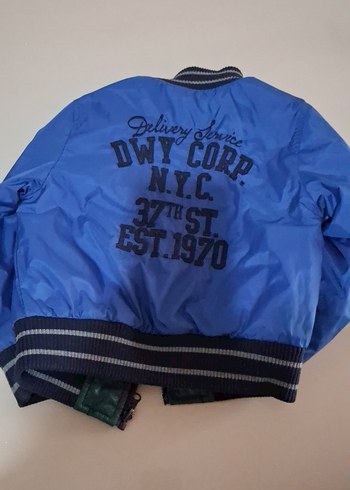 Delivery Service
DWY CORP.
N.Y.C.
37TH ST.
EST.1970